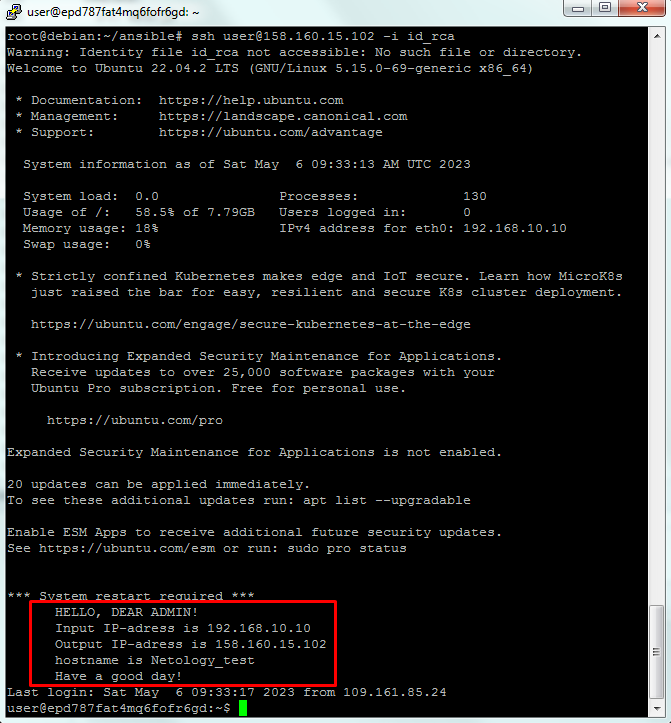 user@epd787fat4mq6fofr6gd: ~
root@debian:~/ansible# ssh user@158.160.15.102 -i id_rca
Warning: Identity file id_rca not accessible: No such file or directory.
Welcome to Ubuntu 22.04.2 LTS (GNU/Linux 5.15.0-69-generic x86_64)
* Documentation:  https://help.ubuntu.com
* Management:     https://landscape.canonical.com
* Support:        https://ubuntu.com/advantage
System information as of Sat May  6 09:33:13 AM UTC 2023
System load:  0.0               Processes:             130
Usage of /:   58.5% of 7.79GB   Users logged in:       0
Memory usage: 18%               IPv4 address for eth0: 192.168.10.10
Swap usage:   0%
* Strictly confined Kubernetes makes edge and IoT secure. Learn how MicroK8s
just raised the bar for easy, resilient and secure K8s cluster deployment.
https://ubuntu.com/engage/secure-kubernetes-at-the-edge
* Introducing Expanded Security Maintenance for Applications.
Receive updates to over 25,000 software packages with your
Ubuntu Pro subscription. Free for personal use.
https://ubuntu.com/pro
Expanded Security Maintenance for Applications is not enabled.
20 updates can be applied immediately.
To see these additional updates run: apt list --upgradable
Enable ESM Apps to receive additional future security updates.
See https://ubuntu.com/esm or run: sudo pro status
*** System restart required ***
HELLO, DEAR ADMIN!
Input IP-adress is 192.168.10.10
Output IP-adress is 158.160.15.102
hostname is Netology_test
Have a good day!
Last login: Sat May  6 09:33:17 2023 from 109.161.85.24
user@epd787fat4mq6fofr6gd:~$